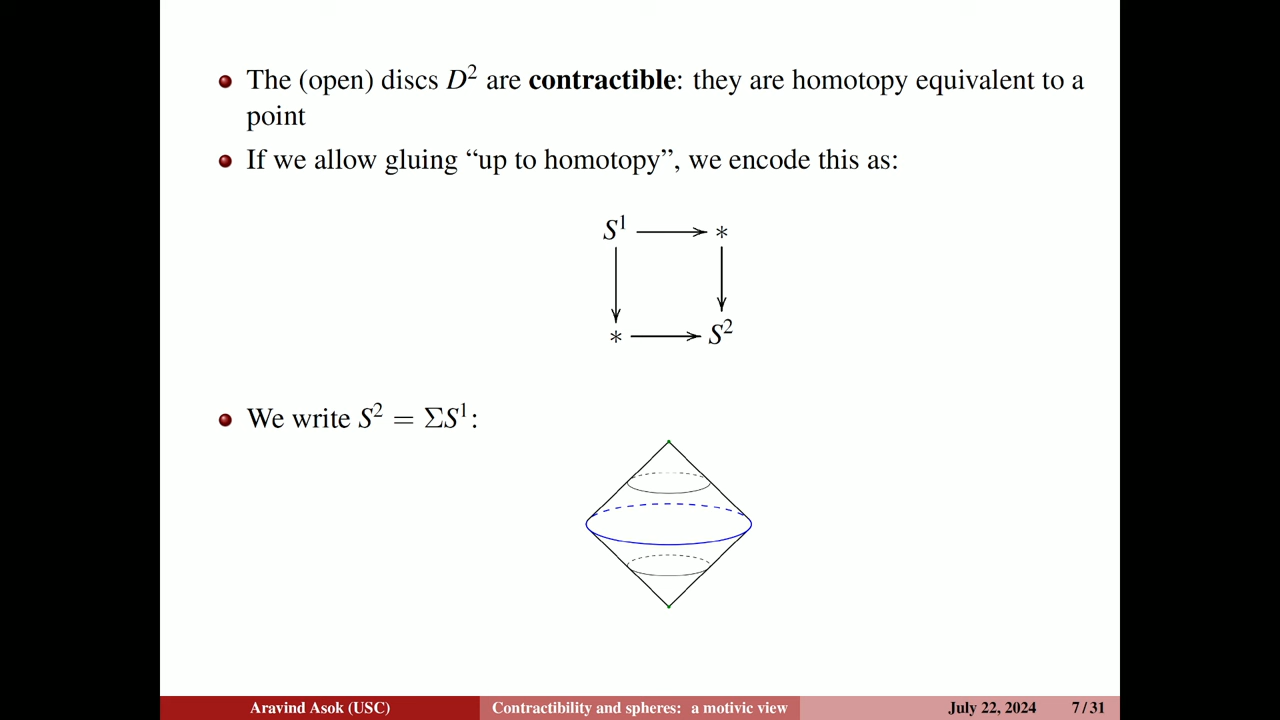 The (open) discs D² are contractible: they are homotopy equivalent to a
point
If we allow gluing “up to homotopy”, we encode this as:
S¹ *
* S²
We write S² = ΣS¹:
Aravind Asok (USC) Contractibility and spheres: a motivic view July 22, 2024 7 / 31